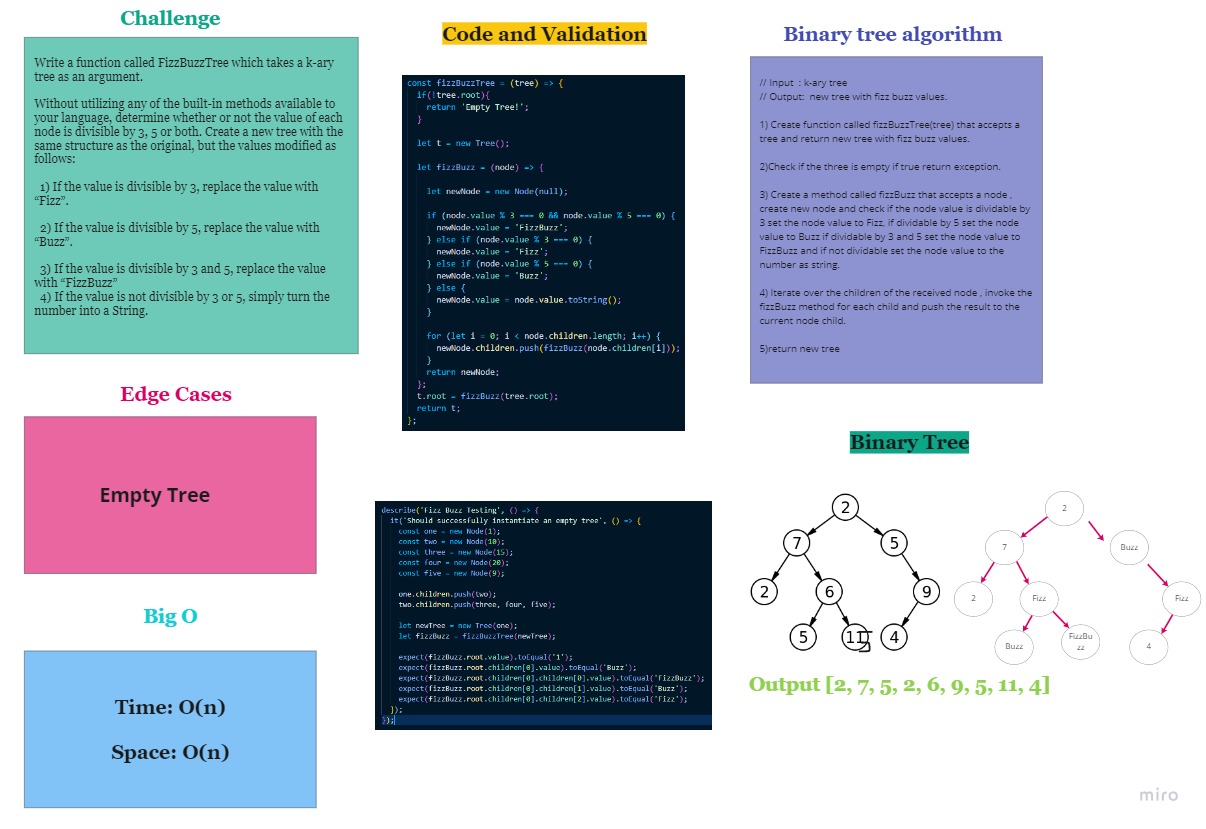 Challenge
Write a function called FizzBuzzTree which takes a k-ary
tree as an argument.
Without utilizing any of the built-in methods available to
your language, determine whether or not the value of each
node is divisible by 3, 5 or both. Create a new tree with the
same structure as the original, but the values modified as
follows:
1) If the value is divisible by 3, replace the value with
“Fizz”.
2) If the value is divisible by 5, replace the value with
“Buzz”.
3) If the value is divisible by 3 and 5, replace the value
with “FizzBuzz”
4) If the value is not divisible by 3 or 5, simply turn the
number into a String.
Edge Cases
Empty Tree
Big O
Time: O(n)
Space: O(n)
Code and Validation
const fizzBuzzTree = (tree) => {
if(!tree.root){
return 'Empty Tree!';
}
let t = new Tree();
let fizzBuzz = (node) => {
let newNode = new Node(null);
if (node.value % 3 === 0 && node.value % 5 === 0) {
newNode.value = 'FizzBuzz';
} else if (node.value % 3 === 0) {
newNode.value = 'Fizz';
} else if (node.value % 5 === 0) {
newNode.value = 'Buzz';
} else {
newNode.value = node.value.toString();
}
for (let i = 0; i < node.children.length; i++) {
newNode.children.push(fizzBuzz(node.children[i]));
}
return newNode;
};
t.root = fizzBuzz(tree.root);
return t;
};
describe('Fizz Buzz Testing', () => {
it('Should successfully instantiate an empty tree', () => {
const one = new Node(1);
const two = new Node(10);
const three = new Node(15);
const four = new Node(20);
const five = new Node(9);
one.children.push(two);
two.children.push(three, four, five);
let newTree = new Tree(one);
let fizzBuzz = fizzBuzzTree(newTree);
expect(fizzBuzz.root.value).toEqual('1');
expect(fizzBuzz.root.children[0].value).toEqual('Buzz');
expect(fizzBuzz.root.children[0].children[0].value).toEqual('FizzBuzz');
expect(fizzBuzz.root.children[0].children[1].value).toEqual('Buzz');
expect(fizzBuzz.root.children[0].children[2].value).toEqual('Fizz');
});
});
Binary tree algorithm
// Input : k-ary tree
// Output: new tree with fizz buzz values.
1) Create function called fizzBuzzTree(tree) that accepts a
tree and return new tree with fizz buzz values.
2)Check if the three is empty if true return exception.
3) Create a method called fizzBuzz that accepts a node ,
create new node and check if the node value is dividable by
3 set the node value to Fizz, if dividable by 5 set the node
value to Buzz if dividable by 3 and 5 set the node value to
FizzBuzz and if not dividable set the node value to the
number as string.
4) Iterate over the children of the received node , invoke the
fizzBuzz method for each child and push the result to the
current node child.
5)return new tree
Binary Tree
2
7 5
2 6 9
5 15 4
2
7 Buzz
2 Fizz Fizz
Buzz FizzBu
zz 4
Output [2, 7, 5, 2, 6, 9, 5, 11, 4]
miro